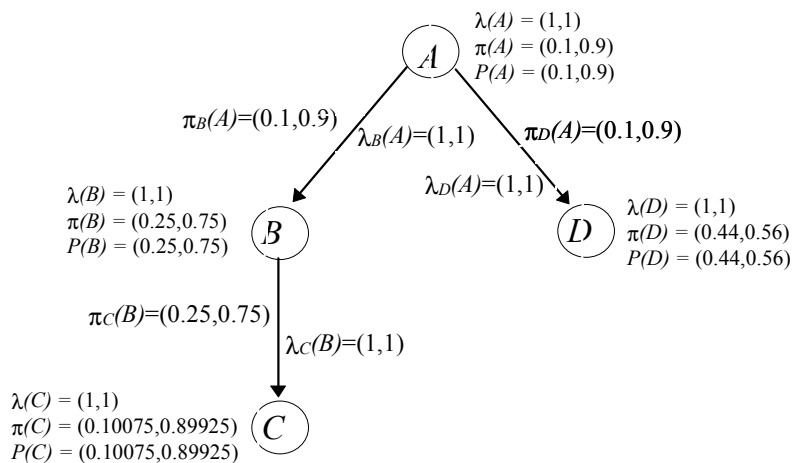 λ(A) = (1,1)
π(A) = (0.1,0.9)
P(A) = (0.1,0.9)
A
πB(A)=(0.1,0.9)
λB(A)=(1,1)
πD(A)=(0.1,0.9)
λD(A)=(1,1)
λ(B) = (1,1)
π(B) = (0.25,0.75)
P(B) = (0.25,0.75)
B
D
λ(D) = (1,1)
π(D) = (0.44,0.56)
P(D) = (0.44,0.56)
πC(B)=(0.25,0.75)
λC(B)=(1,1)
λ(C) = (1,1)
π(C) = (0.10075,0.89925)
P(C) = (0.10075,0.89925)
C